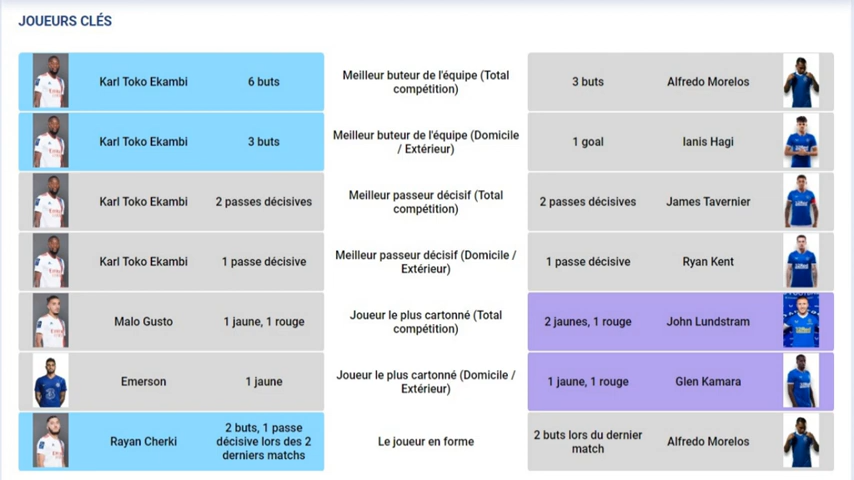 JOUEURS CLÉS
Karl Toko Ekambi 6 buts Meilleur buteur de l'équipe (Total compétition) 3 buts Alfredo Morelos
Karl Toko Ekambi 3 buts Meilleur buteur de l'équipe (Domicile / Extérieur) 1 goal Ianis Hagi
Karl Toko Ekambi 2 passes décisives Meilleur passeur décisif (Total compétition) 2 passes décisives James Tavernier
Karl Toko Ekambi 1 passe décisive Meilleur passeur décisif (Domicile / Extérieur) 1 passe décisive Ryan Kent
Malo Gusto 1 jaune, 1 rouge Joueur le plus cartonné (Total compétition) 2 jaunes, 1 rouge John Lundstram
Emerson 1 jaune Joueur le plus cartonné (Domicile / Extérieur) 1 jaune, 1 rouge Glen Kamara
Rayan Cherki 2 buts, 1 passe décisive lors des 2 derniers matchs Le joueur en forme 2 buts lors du dernier match Alfredo Morelos